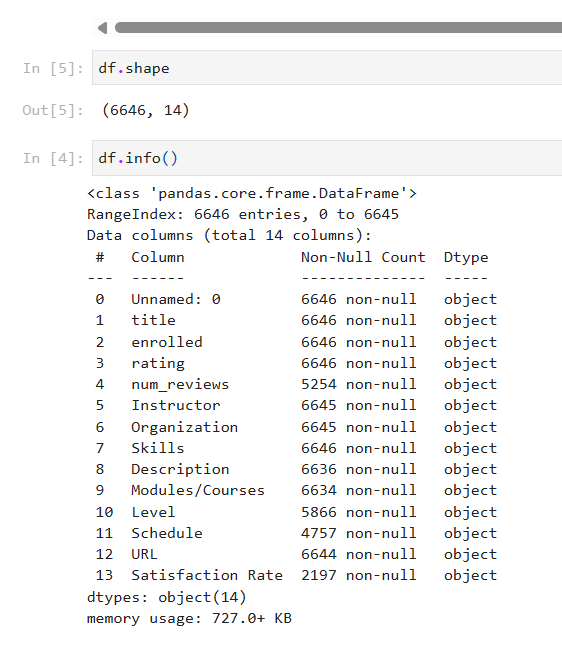 In [5]: df.shape
Out[5]: (6646, 14)
In [4]: df.info()
<class 'pandas.core.frame.DataFrame'>
RangeIndex: 6646 entries, 0 to 6645
Data columns (total 14 columns):
 #   Column             Non-Null Count  Dtype
---  ------             --------------  -----
 0   Unnamed: 0         6646 non-null   object
 1   title              6646 non-null   object
 2   enrolled           6646 non-null   object
 3   rating             6646 non-null   object
 4   num_reviews        5254 non-null   object
 5   Instructor         6645 non-null   object
 6   Organization       6645 non-null   object
 7   Skills             6646 non-null   object
 8   Description        6636 non-null   object
 9   Modules/Courses    6634 non-null   object
 10  Level              5866 non-null   object
 11  Schedule           4757 non-null   object
 12  URL                6644 non-null   object
 13  Satisfaction Rate  2197 non-null   object
dtypes: object(14)
memory usage: 727.0+ KB